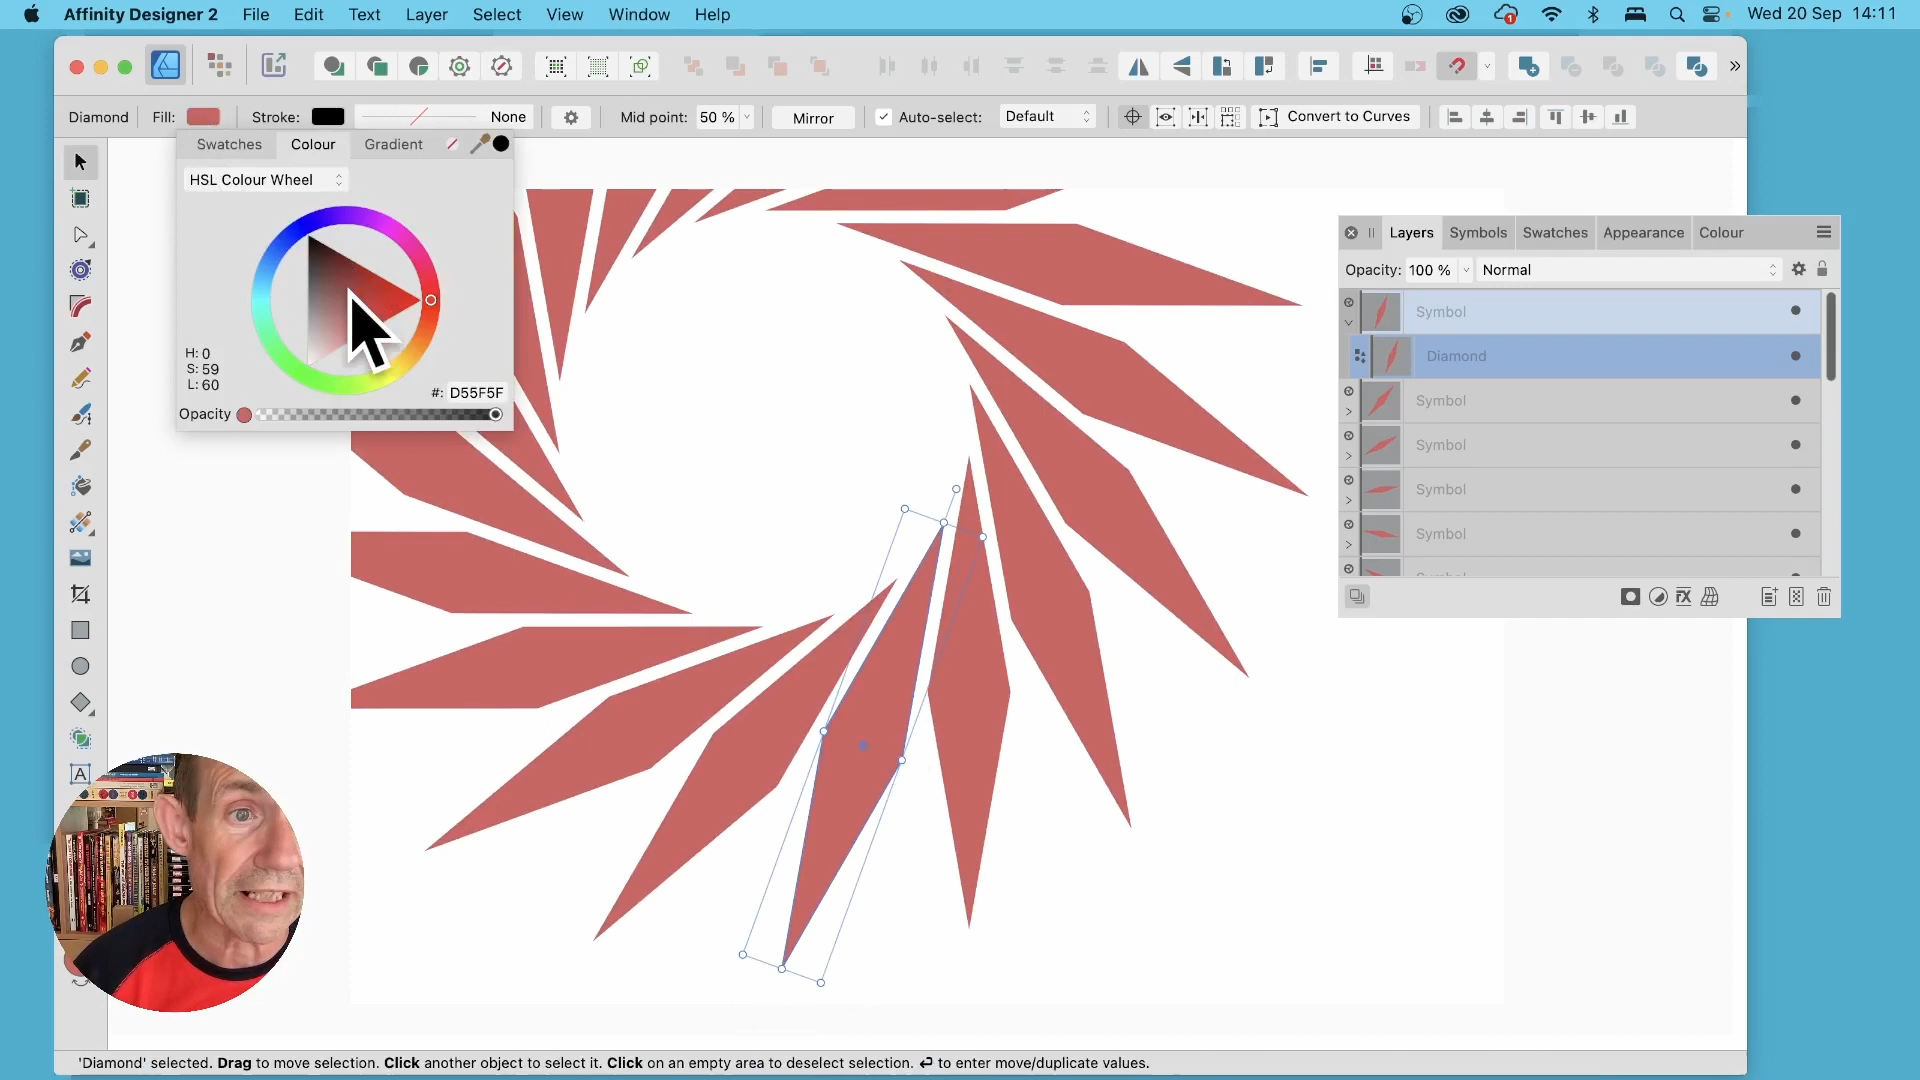 Affinity Designer 2 File Edit Text Layer Select View Window Help 1 Wed 20 Sep 14:11
Diamond Fill: Stroke: None Mid point: 50 % Mirror Auto-select: Default Convert to Curves
Swatches Colour Gradient
HSL Colour Wheel
H: 0
S: 59
L: 60
#: D55F5F
Opacity
Layers Symbols Swatches Appearance Colour
Opacity: 100 % Normal
Symbol
Diamond
Symbol
Symbol
Symbol
Symbol
'Diamond' selected. Drag to move selection. Click another object to select it. Click on an empty area to deselect selection. ⏎ to enter move/duplicate values.